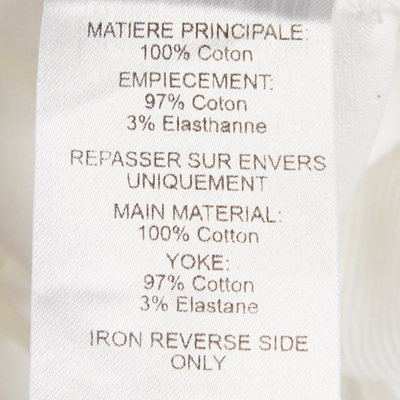 MATIERE PRINCIPALE:
100% Coton
EMPIECEMENT:
97% Coton
3% Elasthanne
REPASSER SUR ENVERS
UNIQUEMENT
MAIN MATERIAL:
100% Cotton
YOKE:
97% Cotton
3% Elastane
IRON REVERSE SIDE
ONLY